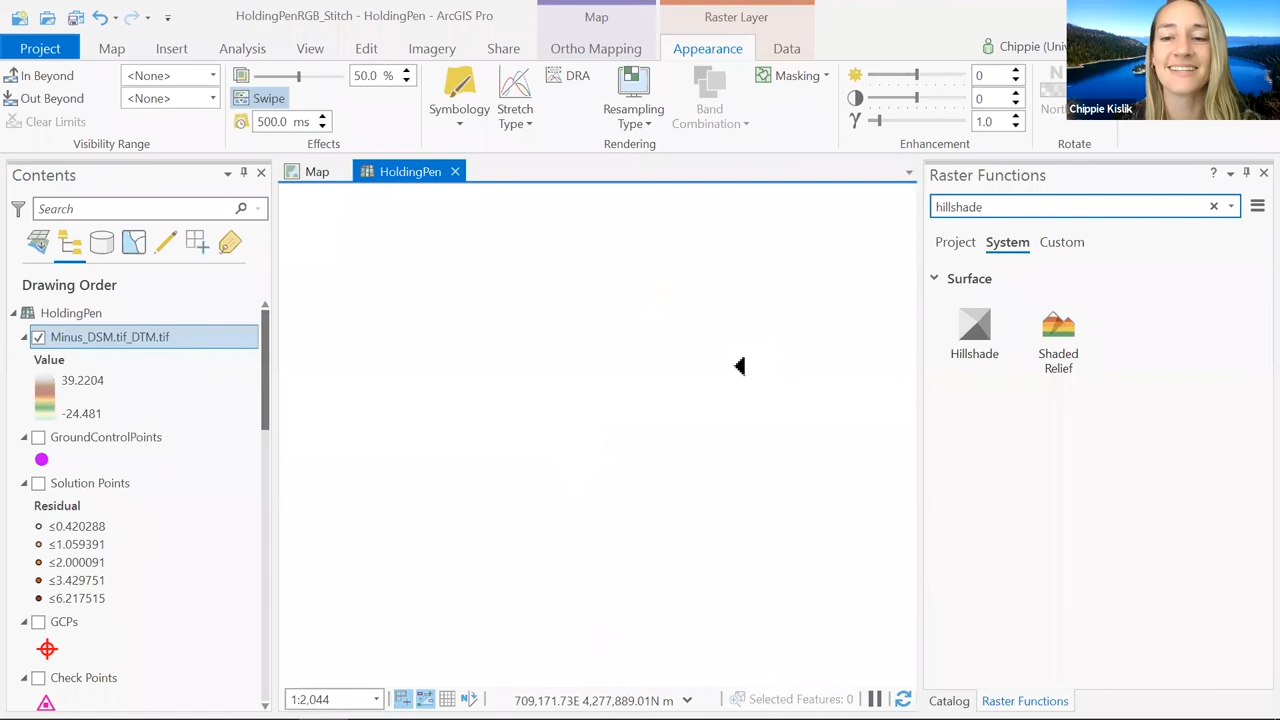 HoldingPenRGB_Stitch - HoldingPen - ArcGIS Pro
Map
Raster Layer
Project
Map
Insert
Analysis
View
Edit
Imagery
Share
Ortho Mapping
Appearance
Data
Chippie (Univ
In Beyond
<None>
Out Beyond
<None>
Clear Limits
Visibility Range
50.0 %
Swipe
500.0 ms
Effects
Symbology
Stretch
Type
DRA
Resampling
Type
Band
Combination
Masking
Rendering
0
0
γ
1.0
Enhancement
N
North
Rotate
Chippie Kislik
Contents
Search
Drawing Order
HoldingPen
Minus_DSM.tif_DTM.tif
Value
39.2204
-24.481
GroundControlPoints
Solution Points
Residual
≤0.420288
≤1.059391
≤2.000091
≤3.429751
≤6.217515
GCPs
Check Points
Map
HoldingPen
1:2,044
709,171.73E 4,277,889.01N m
Selected Features: 0
Raster Functions
?
hillshade
Project
System
Custom
Surface
Hillshade
Shaded
Relief
Catalog
Raster Functions